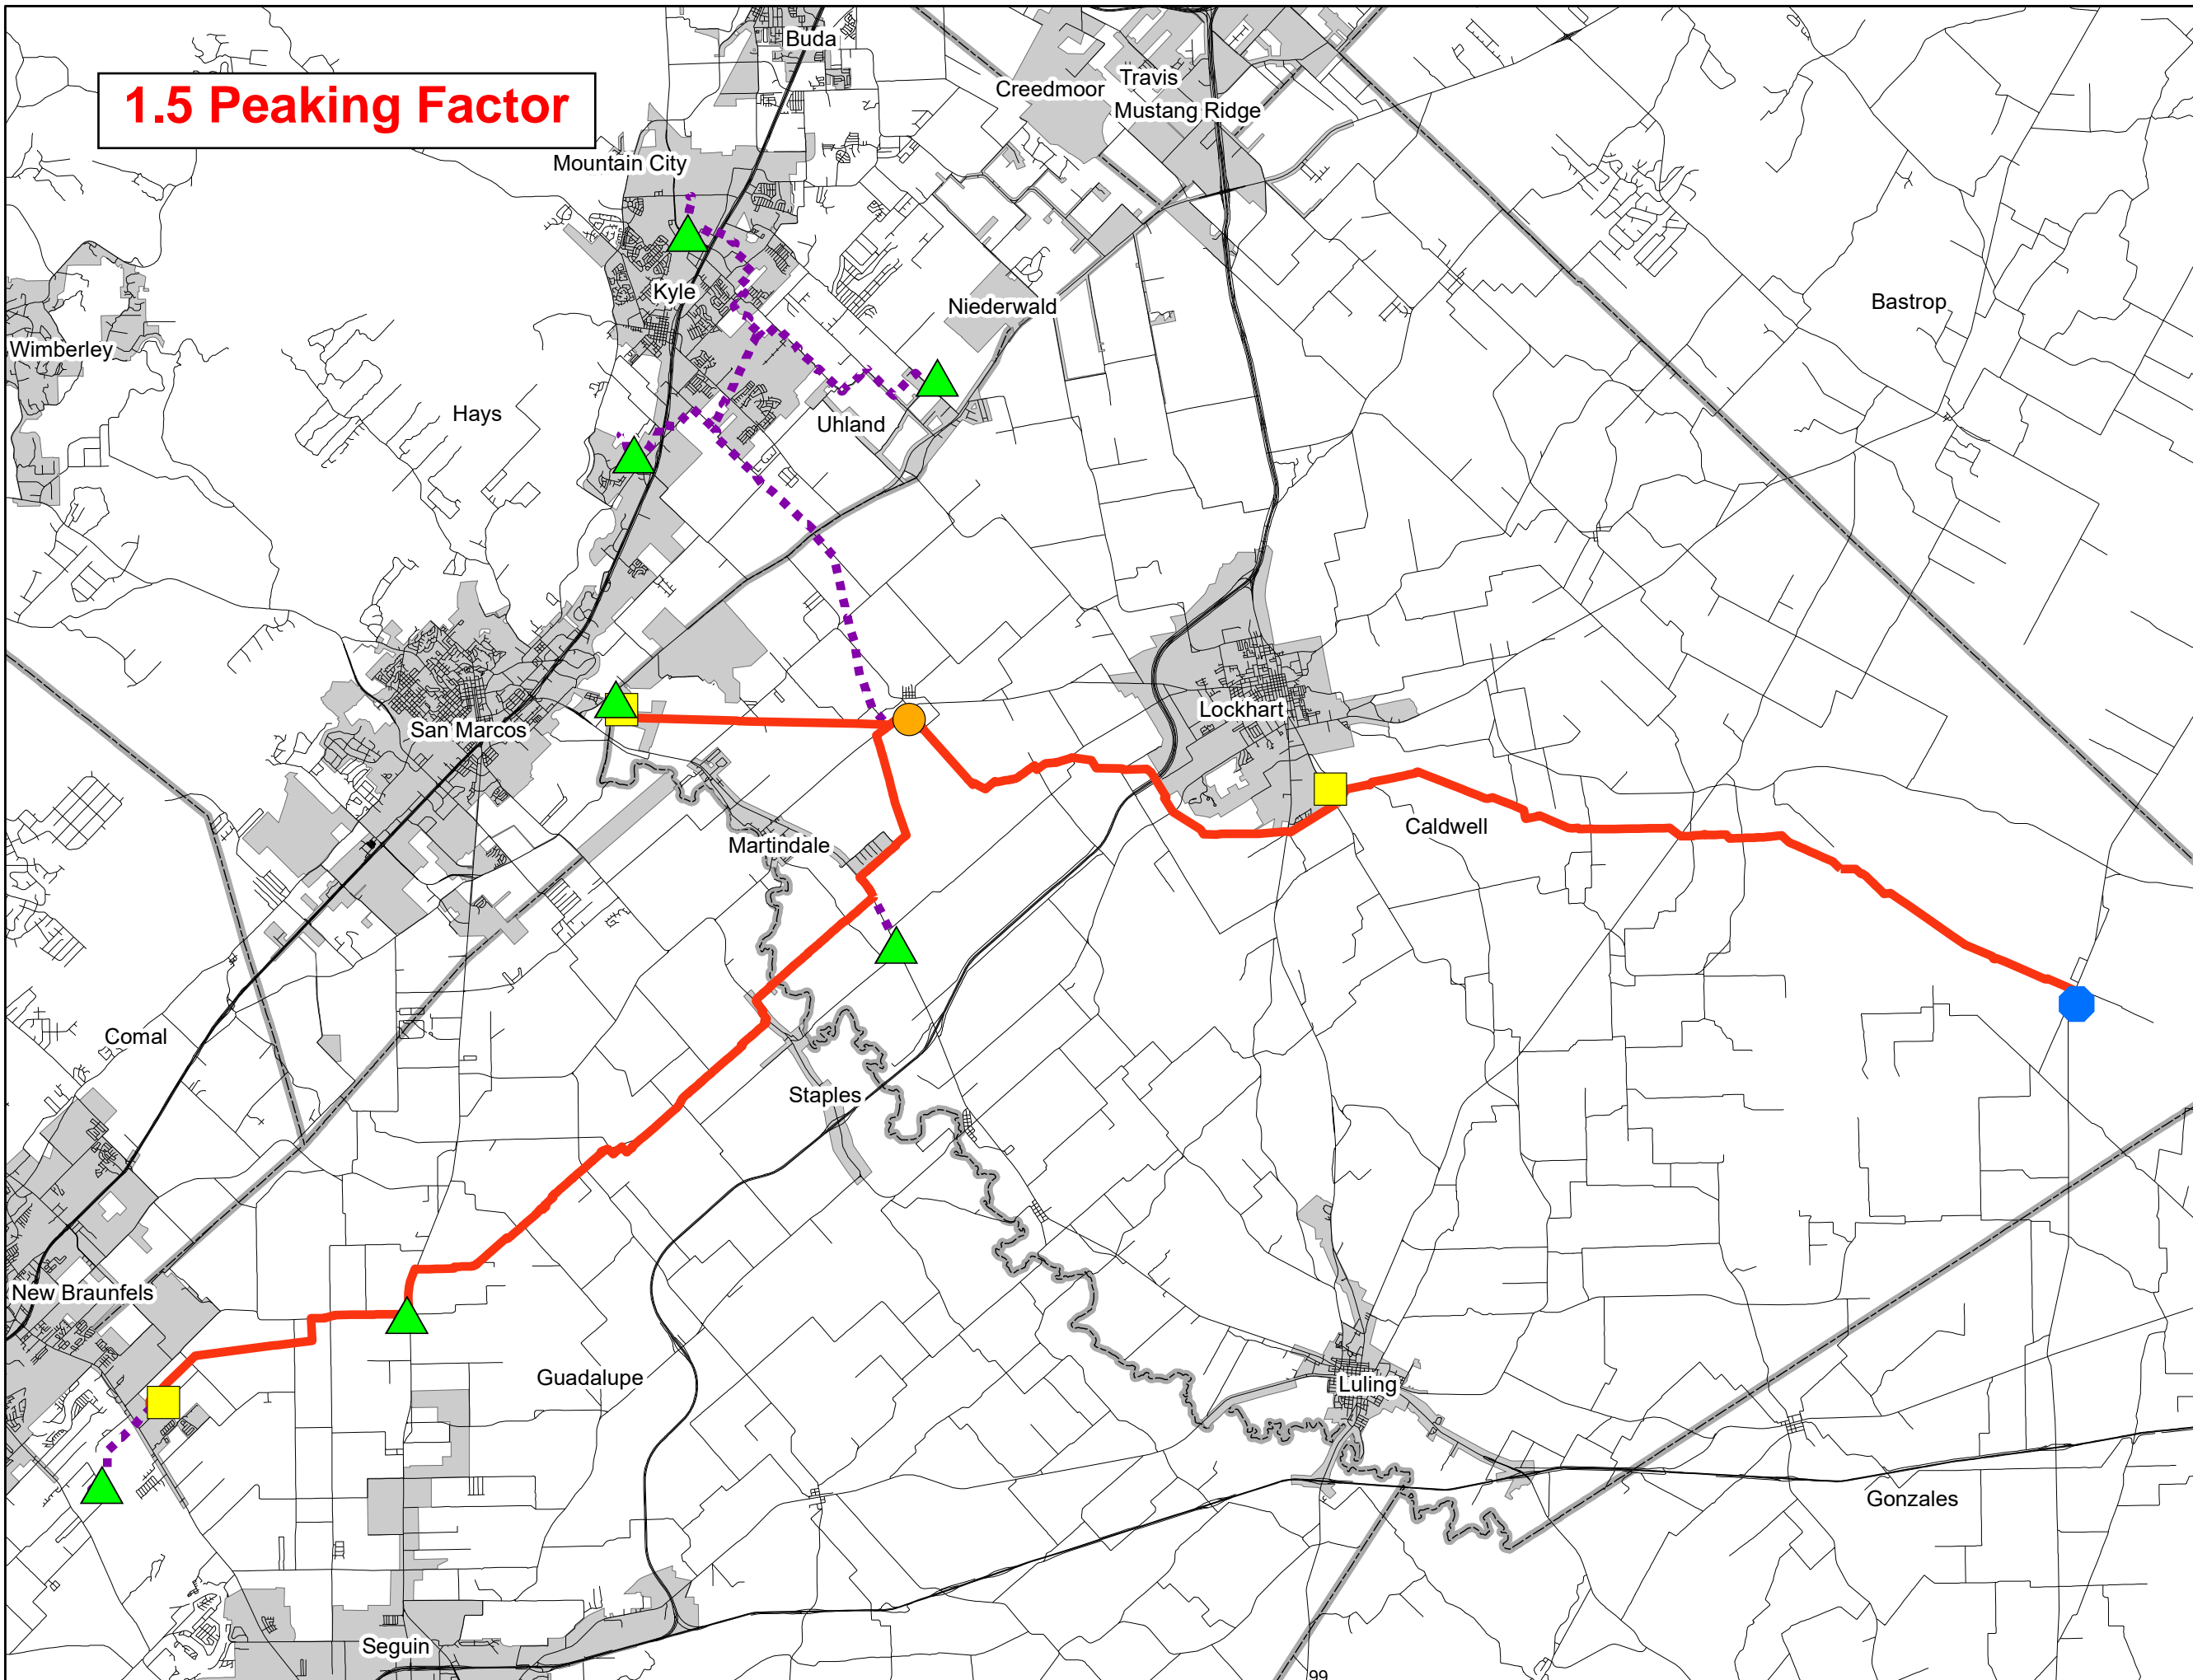 Buda
1.5 Peaking Factor
Travis
Creedmoor
Mustang Ridge
Mountain City
Kyle
Niederwald
Bastrop
Wimberley
Hays
Uhland
Lockhart
San Marcos
Caldwell
Martindale
Comal
Staples
New Braunfels
Guadalupe
Luling
Gonzales
Seguin
99